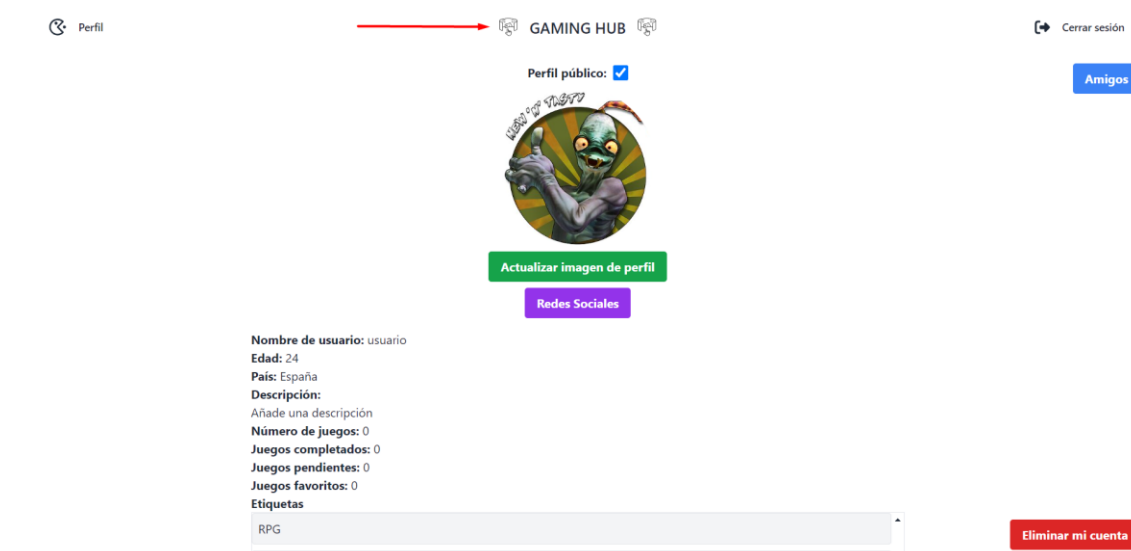 Perfil
GAMING HUB
Cerrar sesión
Perfil público:
Amigos
NEW 'N' TASTY
Actualizar imagen de perfil
Redes Sociales
Nombre de usuario: usuario
Edad: 24
País: España
Descripción:
Añade una descripción
Número de juegos: 0
Juegos completados: 0
Juegos pendientes: 0
Juegos favoritos: 0
Etiquetas
RPG
Eliminar mi cuenta